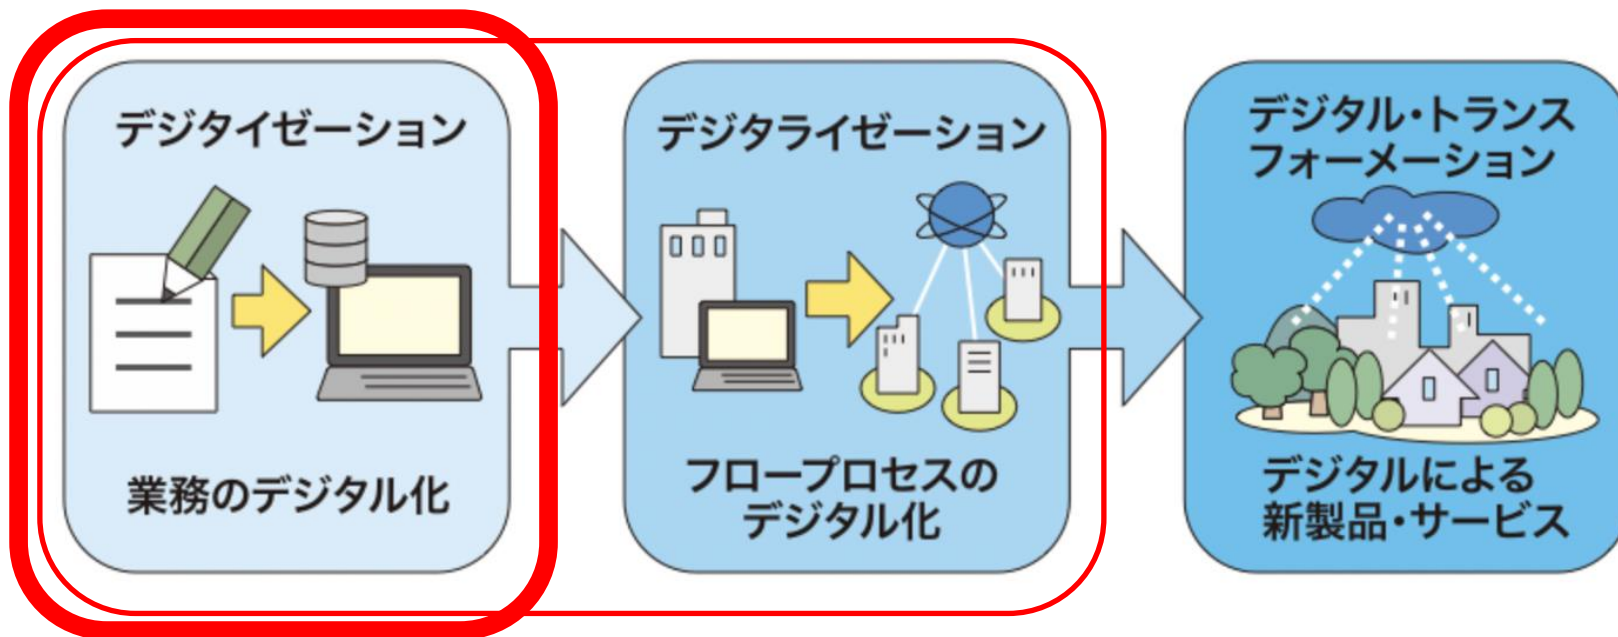 デジタイゼーション
業務のデジタル化
デジタライゼーション
フロープロセスの
デジタル化
デジタル・トランス
フォーメーション
デジタルによる
新製品・サービス